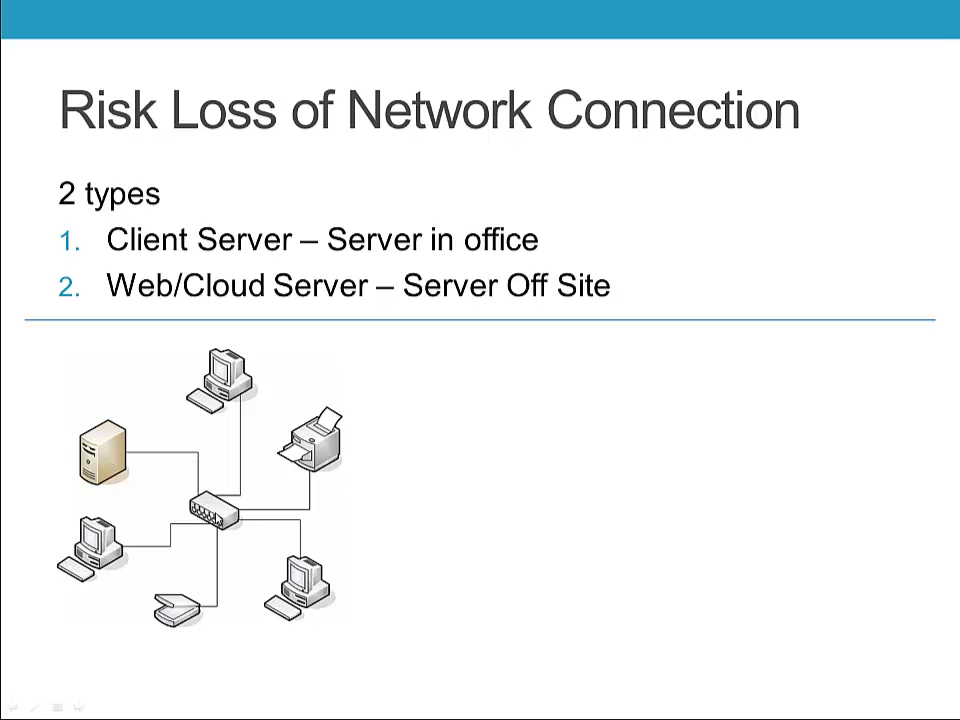 Risk Loss of Network Connection
2 types
1. Client Server – Server in office
2. Web/Cloud Server – Server Off Site